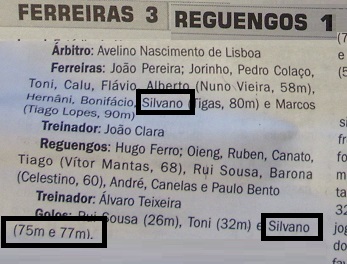 FERREIRAS 3 REGUENGOS 1
Árbitro: Avelino Nascimento de Lisboa
Ferreiras: João Pereira; Jorinho, Pedro Colaço,
Toni, Calu, Flávio, Alberto (Nuno Vieira, 58m),
Hernâni, Bonifácio, Silvano (Tigas, 80m) e Marcos
(Tiago Lopes, 90m)
Treinador: João Clara
Reguengos: Hugo Ferro; Oieng, Ruben, Canato,
Tiago (Vítor Mantas, 68), Rui Sousa, Barona
(Celestino, 60), André, Canelas e Paulo Bento
Treinador: Álvaro Teixeira
Golos: Rui Sousa (26m), Toni (32m) e Silvano
(75m e 77m).